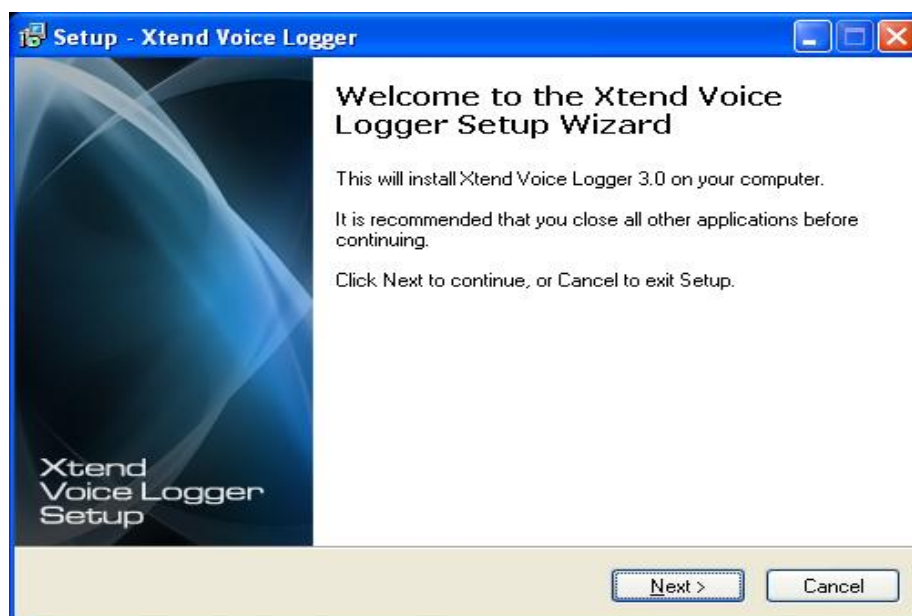 Setup - Xtend Voice Logger
Welcome to the Xtend Voice
Logger Setup Wizard
This will install Xtend Voice Logger 3.0 on your computer.
It is recommended that you close all other applications before
continuing.
Click Next to continue, or Cancel to exit Setup.
Xtend
Voice Logger
Setup
Next >
Cancel